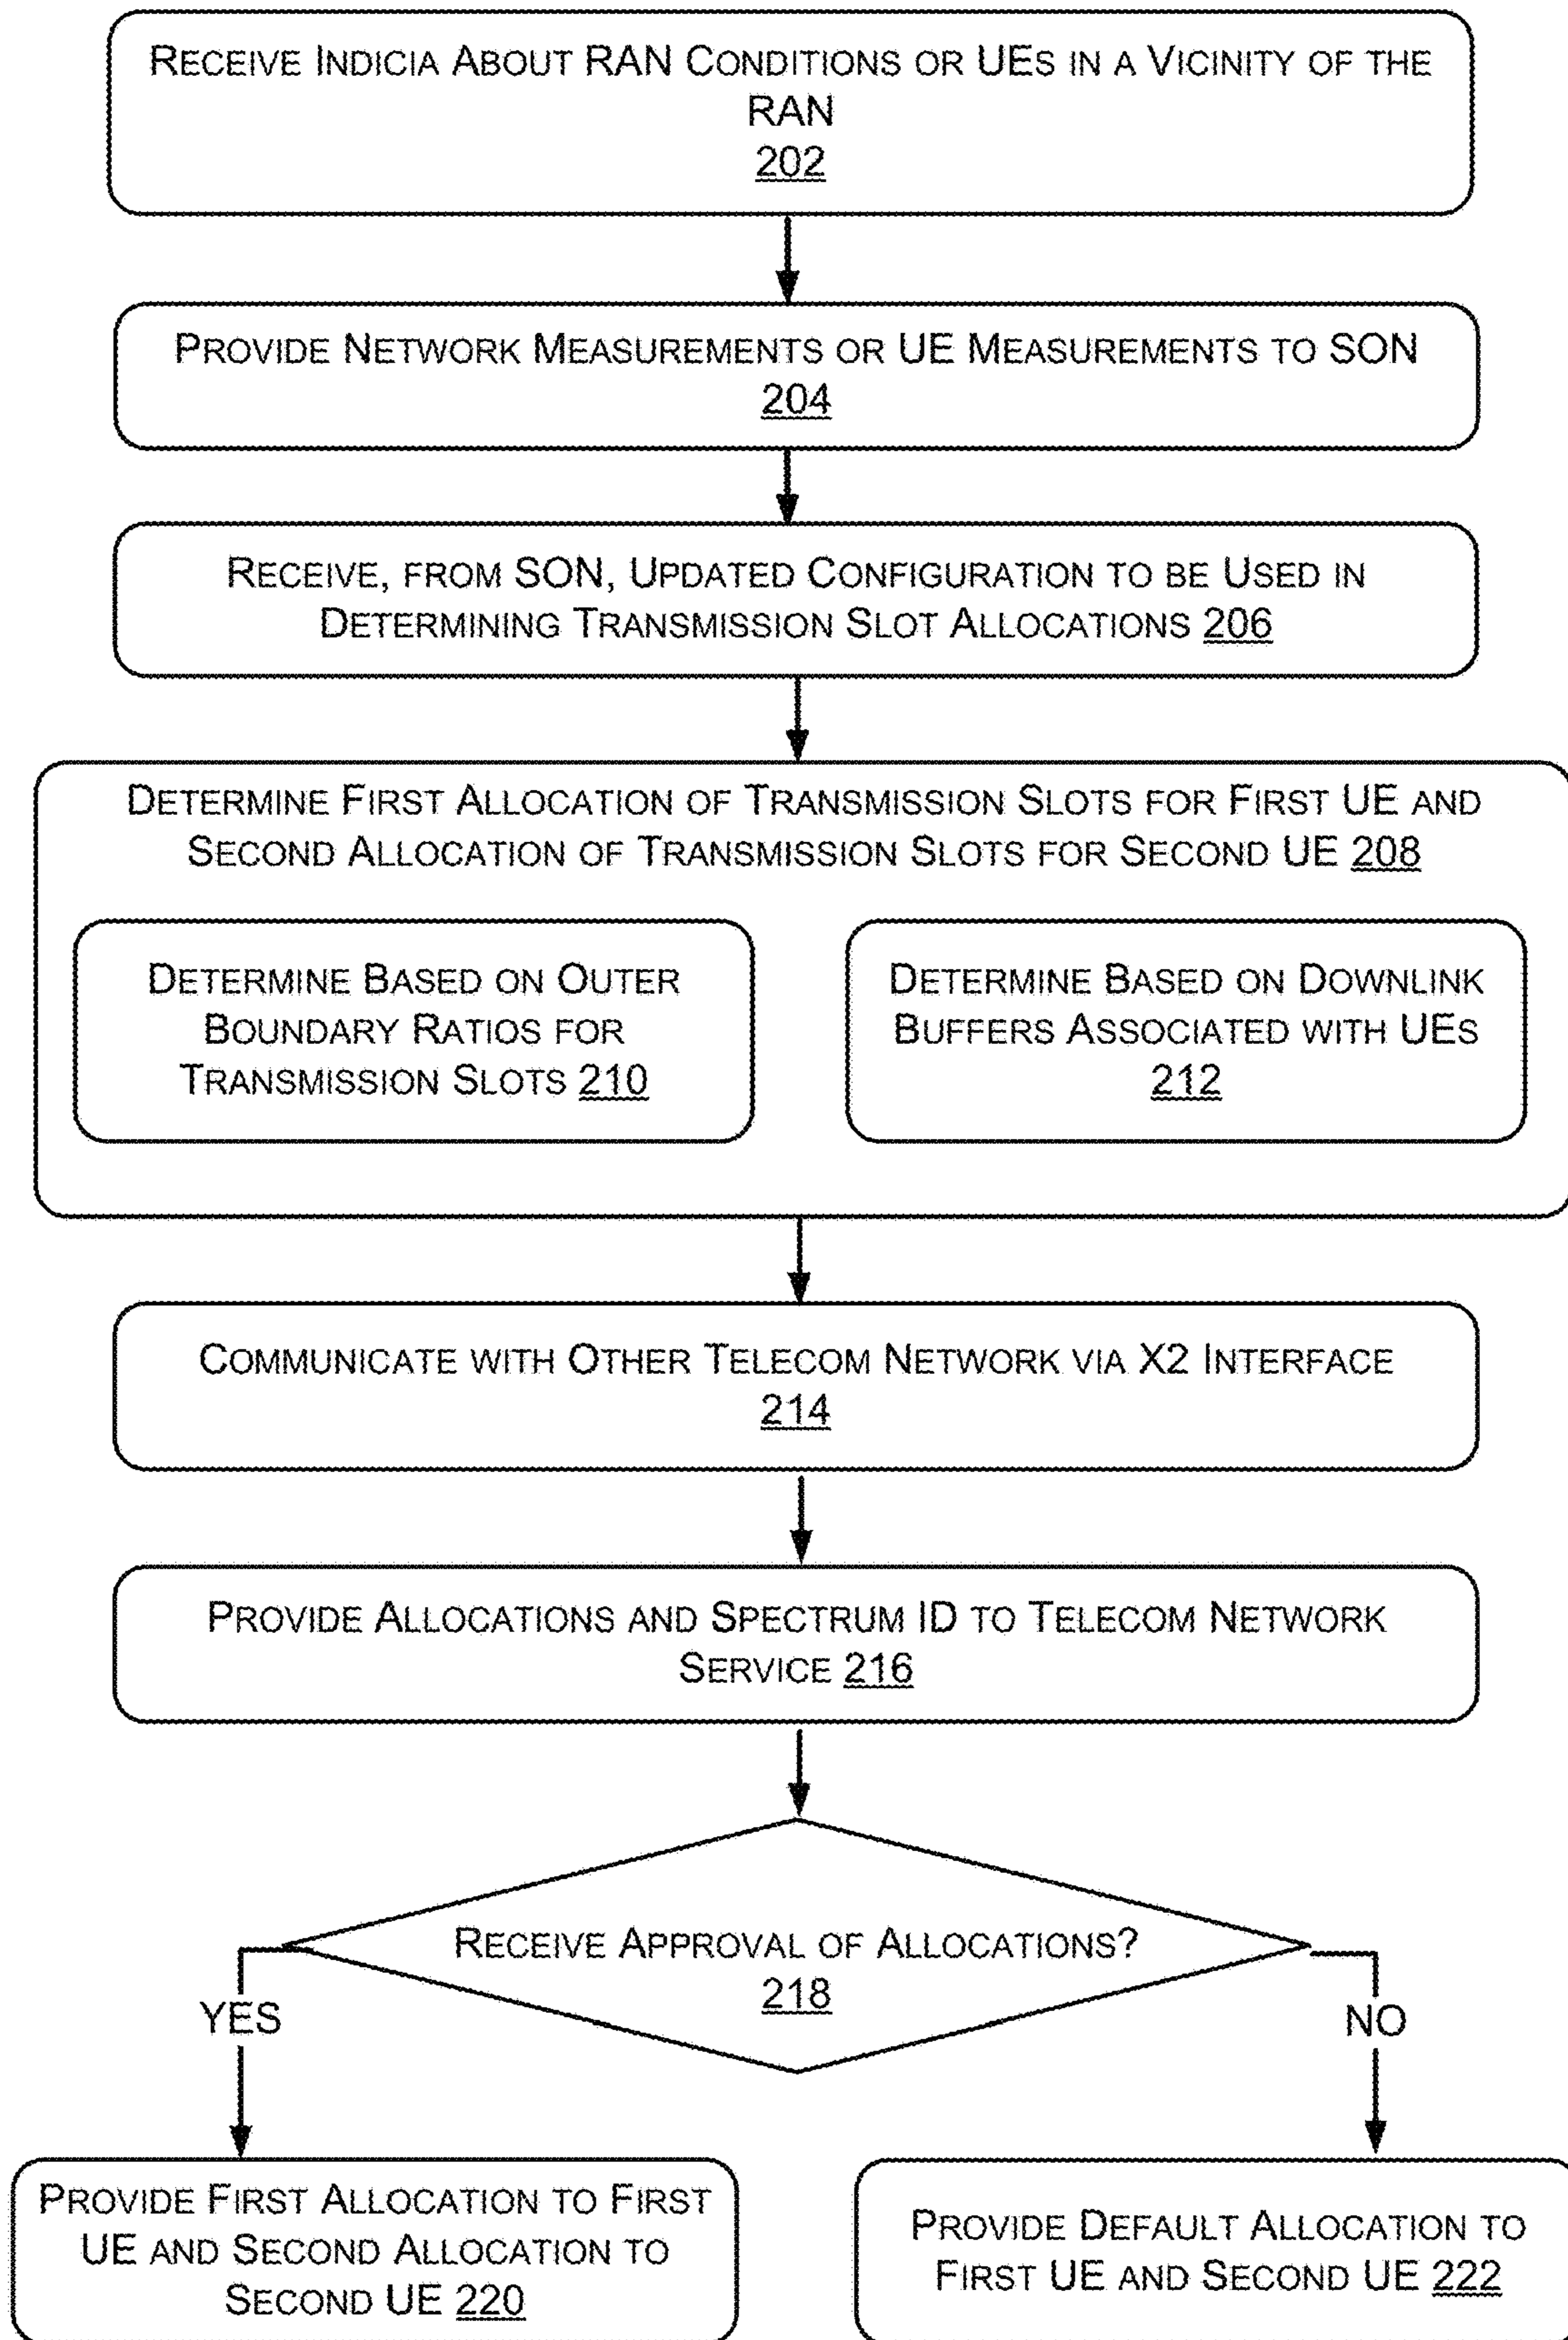 RECEIVE INDICIA ABOUT RAN CONDITIONS OR UES IN A VICINITY OF THE
RAN
202
PROVIDE NETWORK MEASUREMENTS OR UE MEASUREMENTS TO SON
204
RECEIVE, FROM SON, UPDATED CONFIGURATION TO BE USED IN
DETERMINING TRANSMISSION SLOT ALLOCATIONS 206
DETERMINE FIRST ALLOCATION OF TRANSMISSION SLOTS FOR FIRST UE AND
SECOND ALLOCATION OF TRANSMISSION SLOTS FOR SECOND UE 208
DETERMINE BASED ON OUTER
BOUNDARY RATIOS FOR
TRANSMISSION SLOTS 210
DETERMINE BASED ON DOWNLINK
BUFFERS ASSOCIATED WITH UES
212
COMMUNICATE WITH OTHER TELECOM NETWORK VIA X2 INTERFACE
214
PROVIDE ALLOCATIONS AND SPECTRUM ID TO TELECOM NETWORK
SERVICE 216
RECEIVE APPROVAL OF ALLOCATIONS?
218
YES
NO
PROVIDE FIRST ALLOCATION TO FIRST
UE AND SECOND ALLOCATION TO
SECOND UE 220
PROVIDE DEFAULT ALLOCATION TO
FIRST UE AND SECOND UE 222